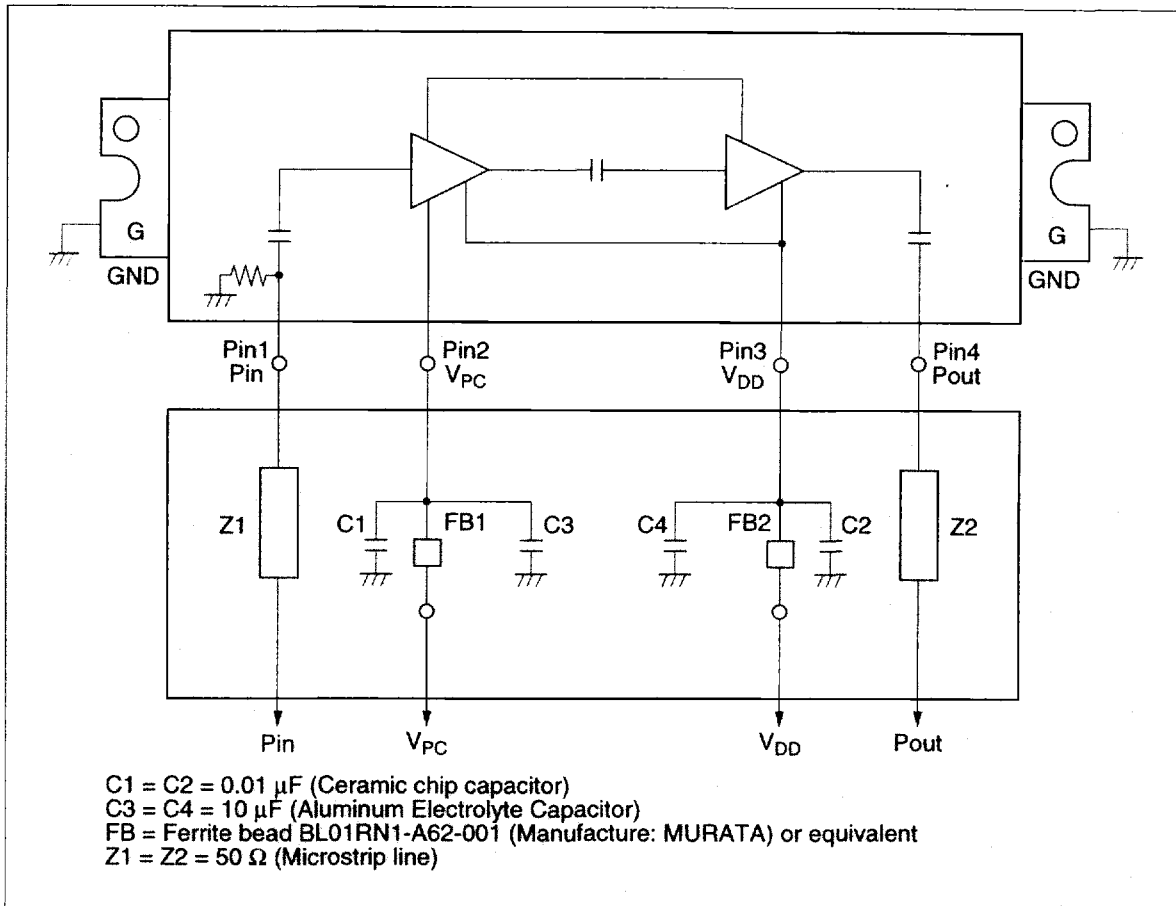 G
GND
G
GND
Pin1
Pin
Pin2
V_PC
Pin3
V_DD
Pin4
Pout
Z1
C1
FB1
C3
C4
FB2
C2
Z2
Pin
V_PC
V_DD
Pout
C1 = C2 = 0.01 µF (Ceramic chip capacitor)
C3 = C4 = 10 µF (Aluminum Electrolyte Capacitor)
FB = Ferrite bead BL01RN1-A62-001 (Manufacture: MURATA) or equivalent
Z1 = Z2 = 50 Ω (Microstrip line)